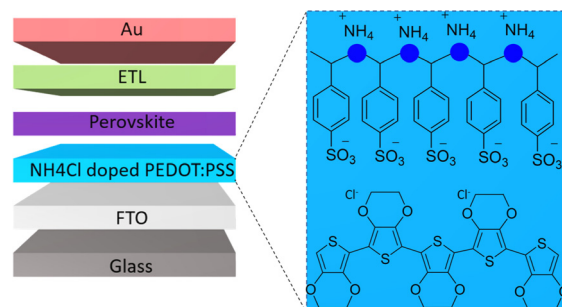 Au
ETL
Perovskite
NH4Cl doped PEDOT:PSS
FTO
Glass
+ + + +
NH4 NH4 NH4 NH4
− − − − −
SO3 SO3 SO3 SO3 SO3
Cl- Cl-
O O O O
S S S S S
O O O O O O